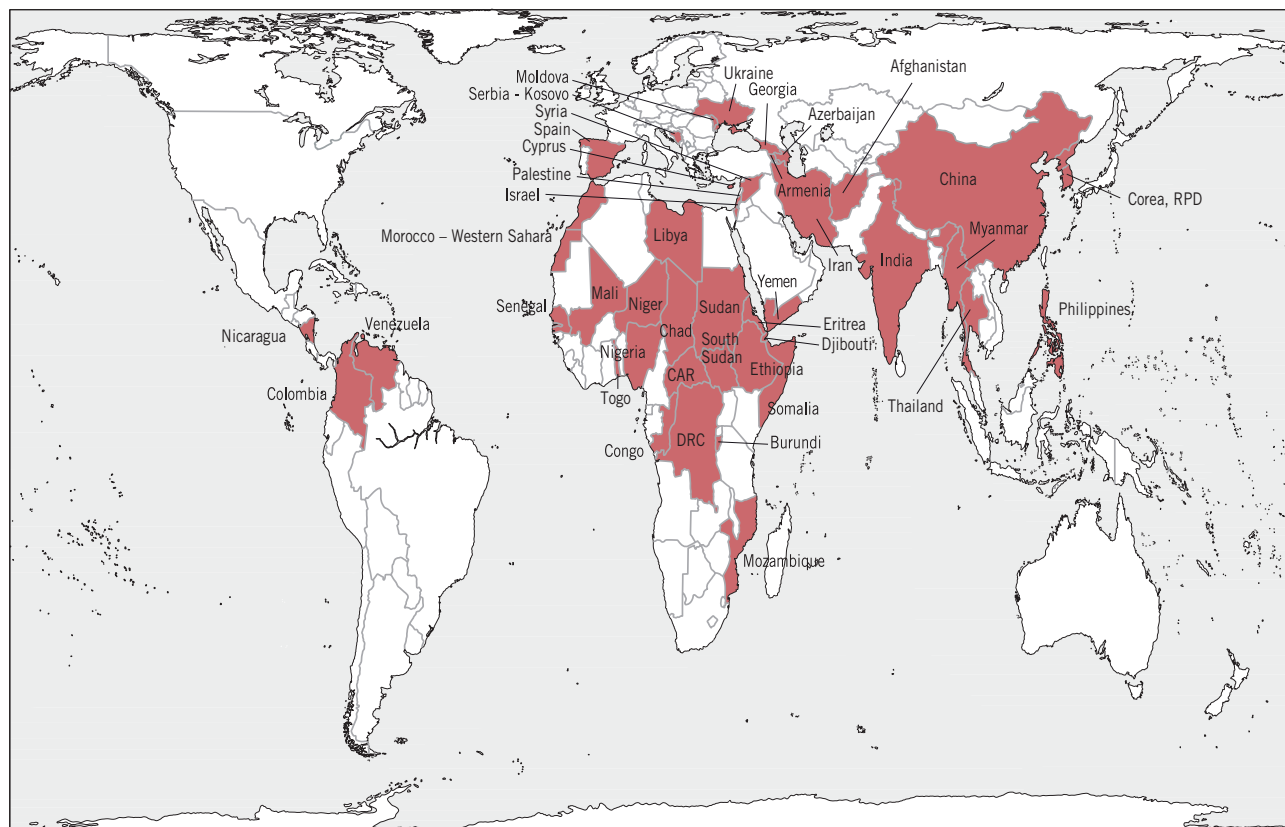 Moldova
Serbia - Kosovo
Syria
Spain
Cyprus
Palestine
Israel
Morocco – Western Sahara
Ukraine
Georgia
Afghanistan
Azerbaijan
Armenia
China
Corea, RPD
Myanmar
Libya
Iran
India
Yemen
Mali
Niger
Sudan
Senegal
Eritrea
Philippines
Chad
Djibouti
Nicaragua
Venezuela
South
Sudan
Nigeria
Ethiopia
CAR
Colombia
Togo
Somalia
Thailand
DRC
Burundi
Congo
Mozambique